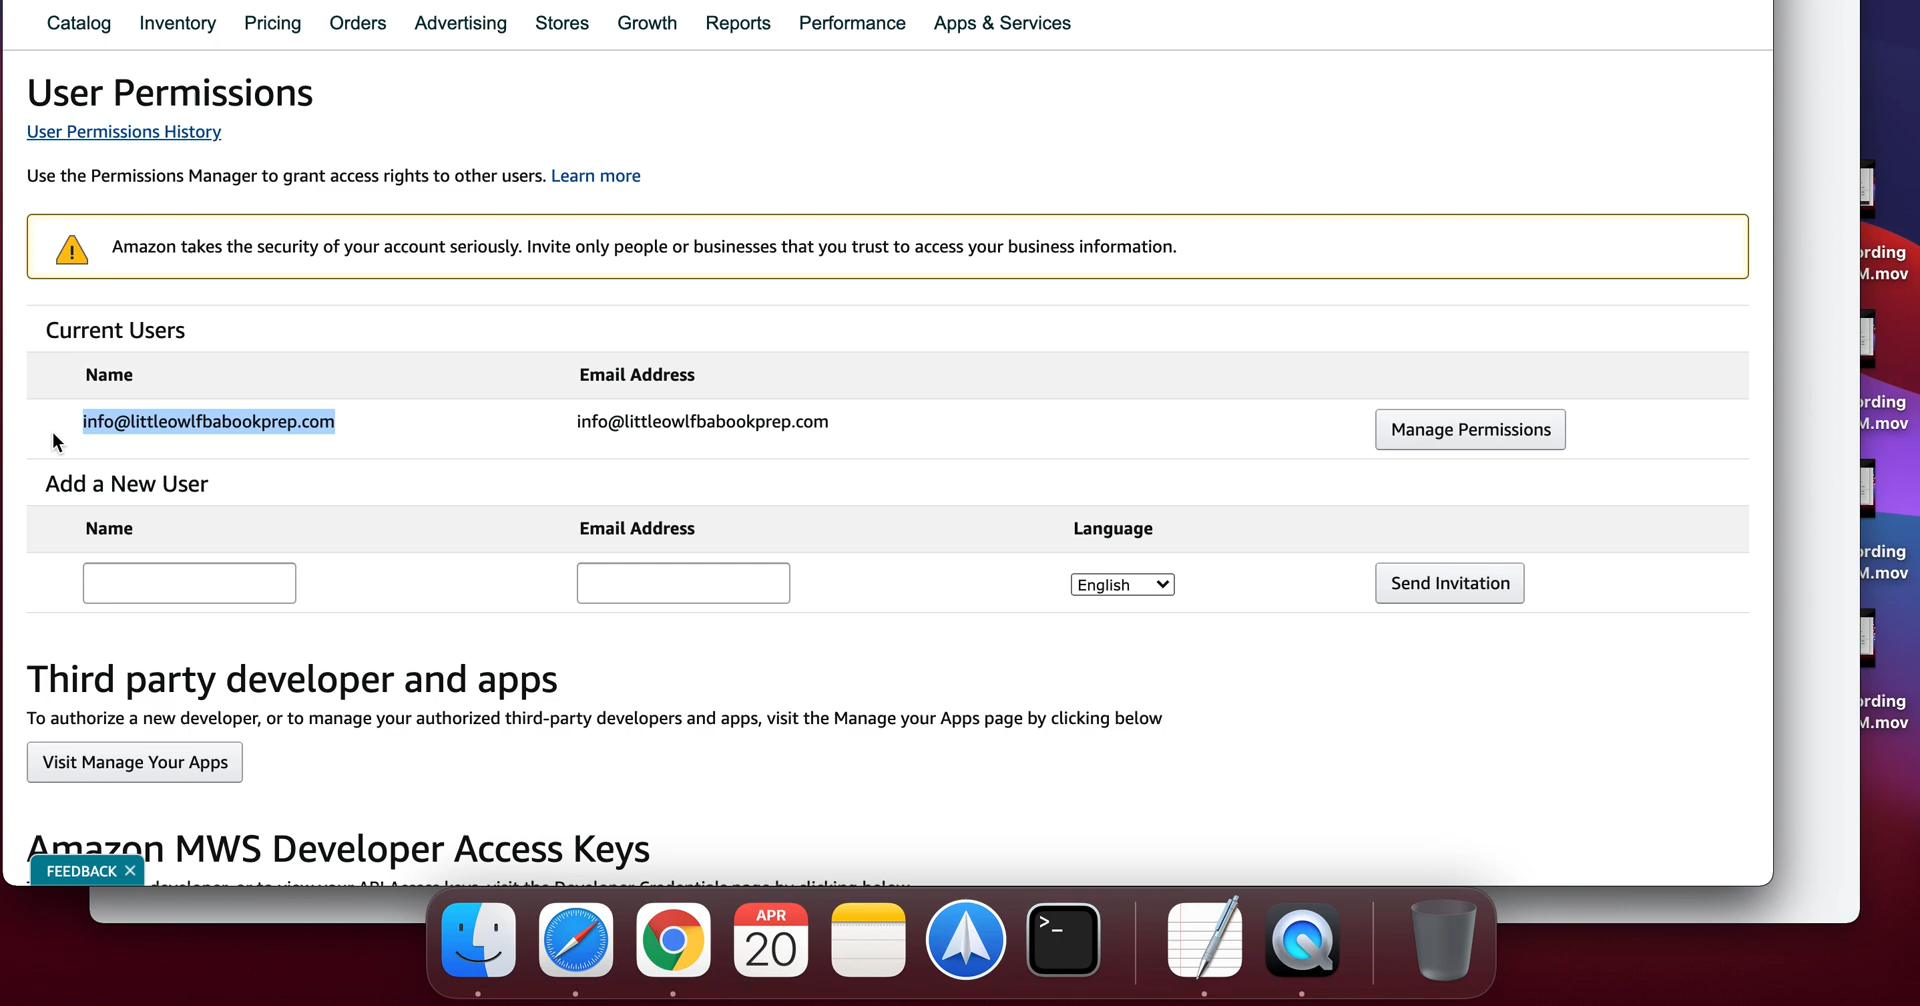 Catalog Inventory Pricing Orders Advertising Stores Growth Reports Performance Apps & Services
User Permissions
User Permissions History
Use the Permissions Manager to grant access rights to other users. Learn more
Amazon takes the security of your account seriously. Invite only people or businesses that you trust to access your business information.
Current Users
Name Email Address
info@littleowlfbabookprep.com info@littleowlfbabookprep.com Manage Permissions
Add a New User
Name Email Address Language
English Send Invitation
Third party developer and apps
To authorize a new developer, or to manage your authorized third-party developers and apps, visit the Manage your Apps page by clicking below
Visit Manage Your Apps
Amazon MWS Developer Access Keys
FEEDBACK ×
rding
M.mov
rding
M.mov
rding
M.mov
rding
M.mov
APR
20
>_